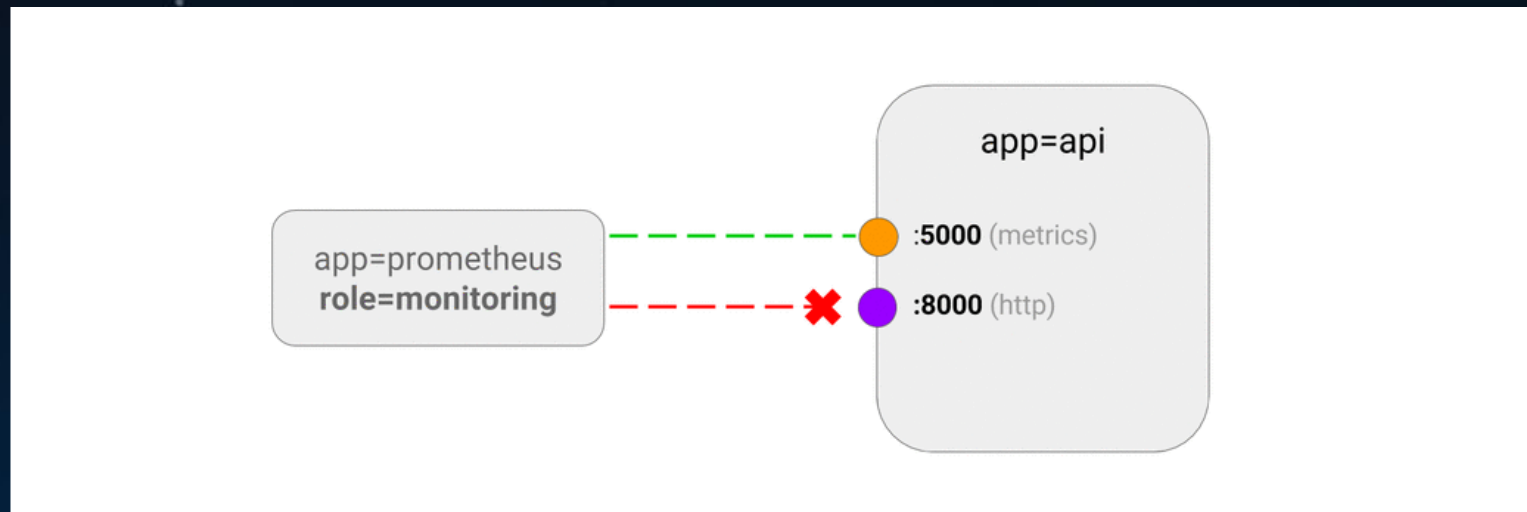 app=api
app=prometheus
role=monitoring
:5000 (metrics)
:8000 (http)